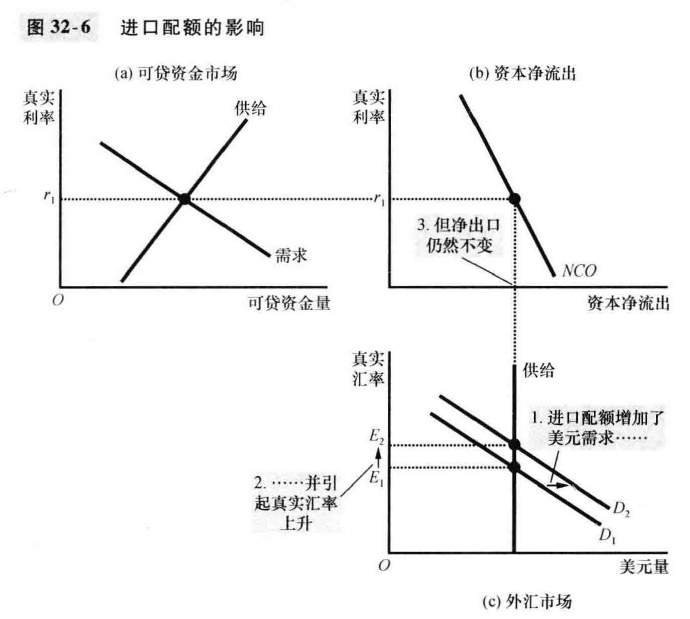 图 32-6 进口配额的影响
(a) 可贷资金市场
真实
利率
供给
r₁
需求
O
可贷资金量
(b) 资本净流出
真实
利率
r₁
3. 但净出口
仍然不变
NCO
资本净流出
真实
汇率
供给
1. 进口配额增加了
美元需求……
E₂
E₁
2. ……并引
起真实汇率
上升
D₂
D₁
O
美元量
(c) 外汇市场